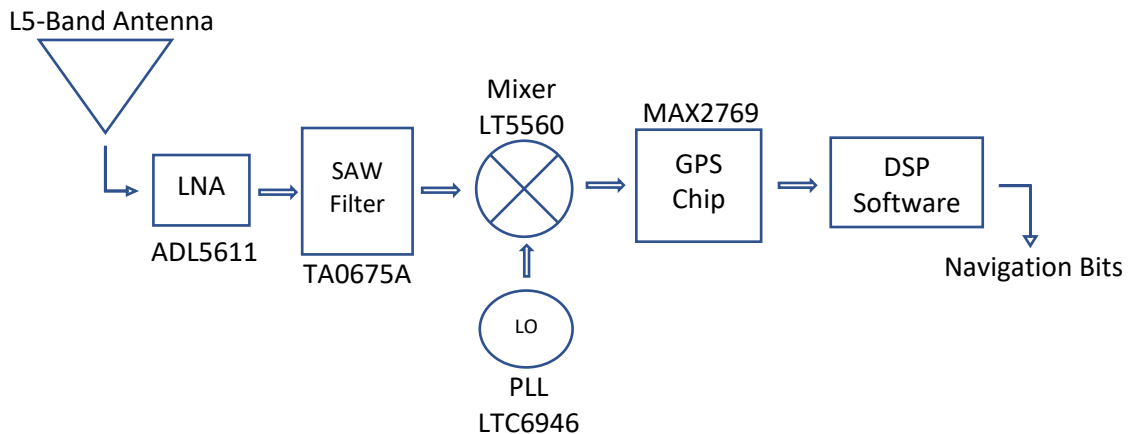 L5-Band Antenna
LNA
ADL5611
SAW
Filter
TA0675A
Mixer
LT5560
LO
PLL
LTC6946
MAX2769
GPS
Chip
DSP
Software
Navigation Bits